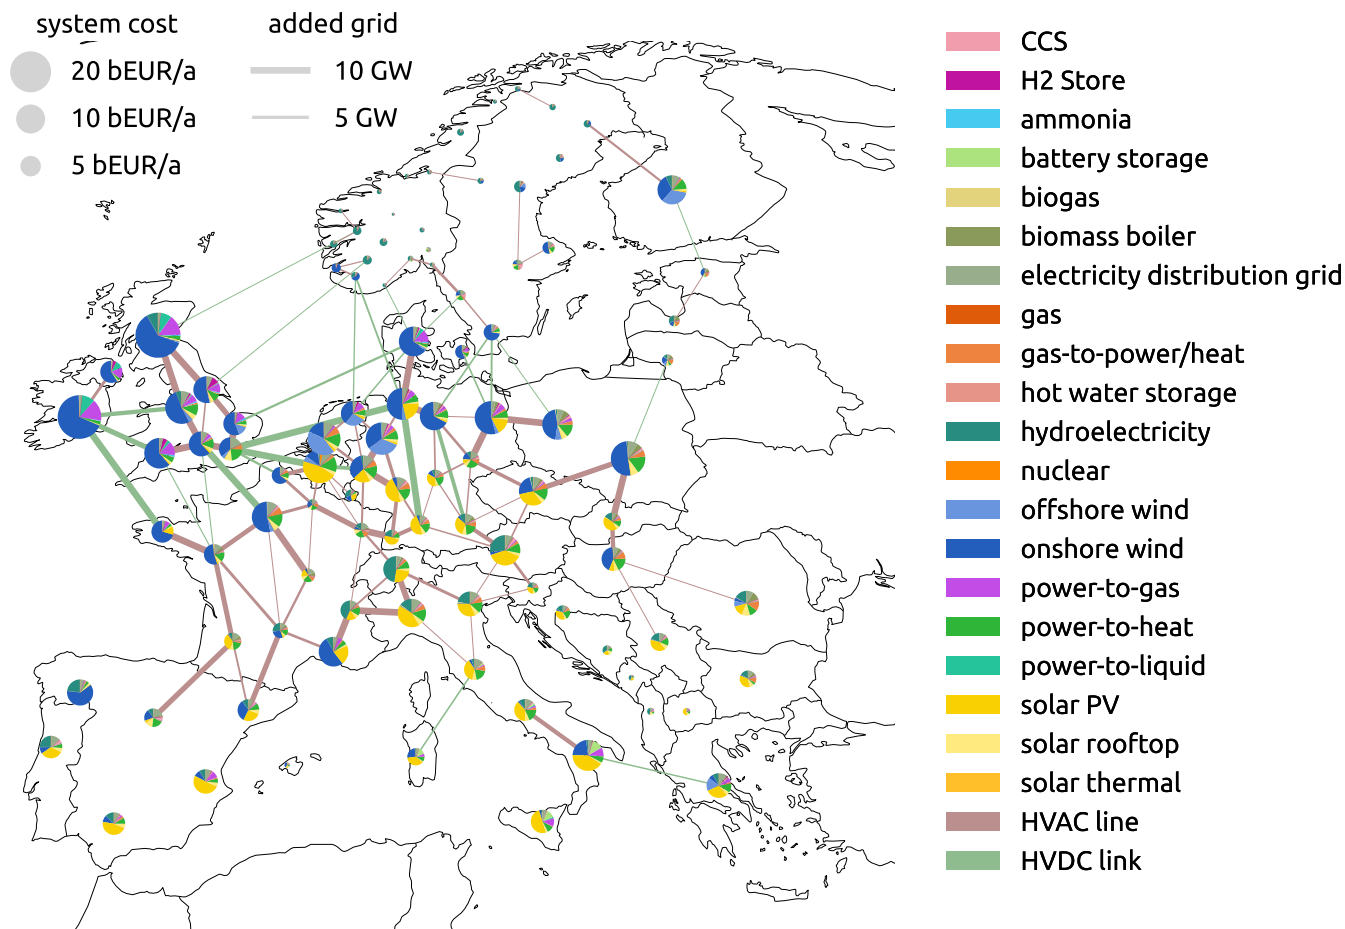 system cost
20 bEUR/a
10 bEUR/a
5 bEUR/a
added grid
10 GW
5 GW
CCS
H2 Store
ammonia
battery storage
biogas
biomass boiler
electricity distribution grid
gas
gas-to-power/heat
hot water storage
hydroelectricity
nuclear
offshore wind
onshore wind
power-to-gas
power-to-heat
power-to-liquid
solar PV
solar rooftop
solar thermal
HVAC line
HVDC link